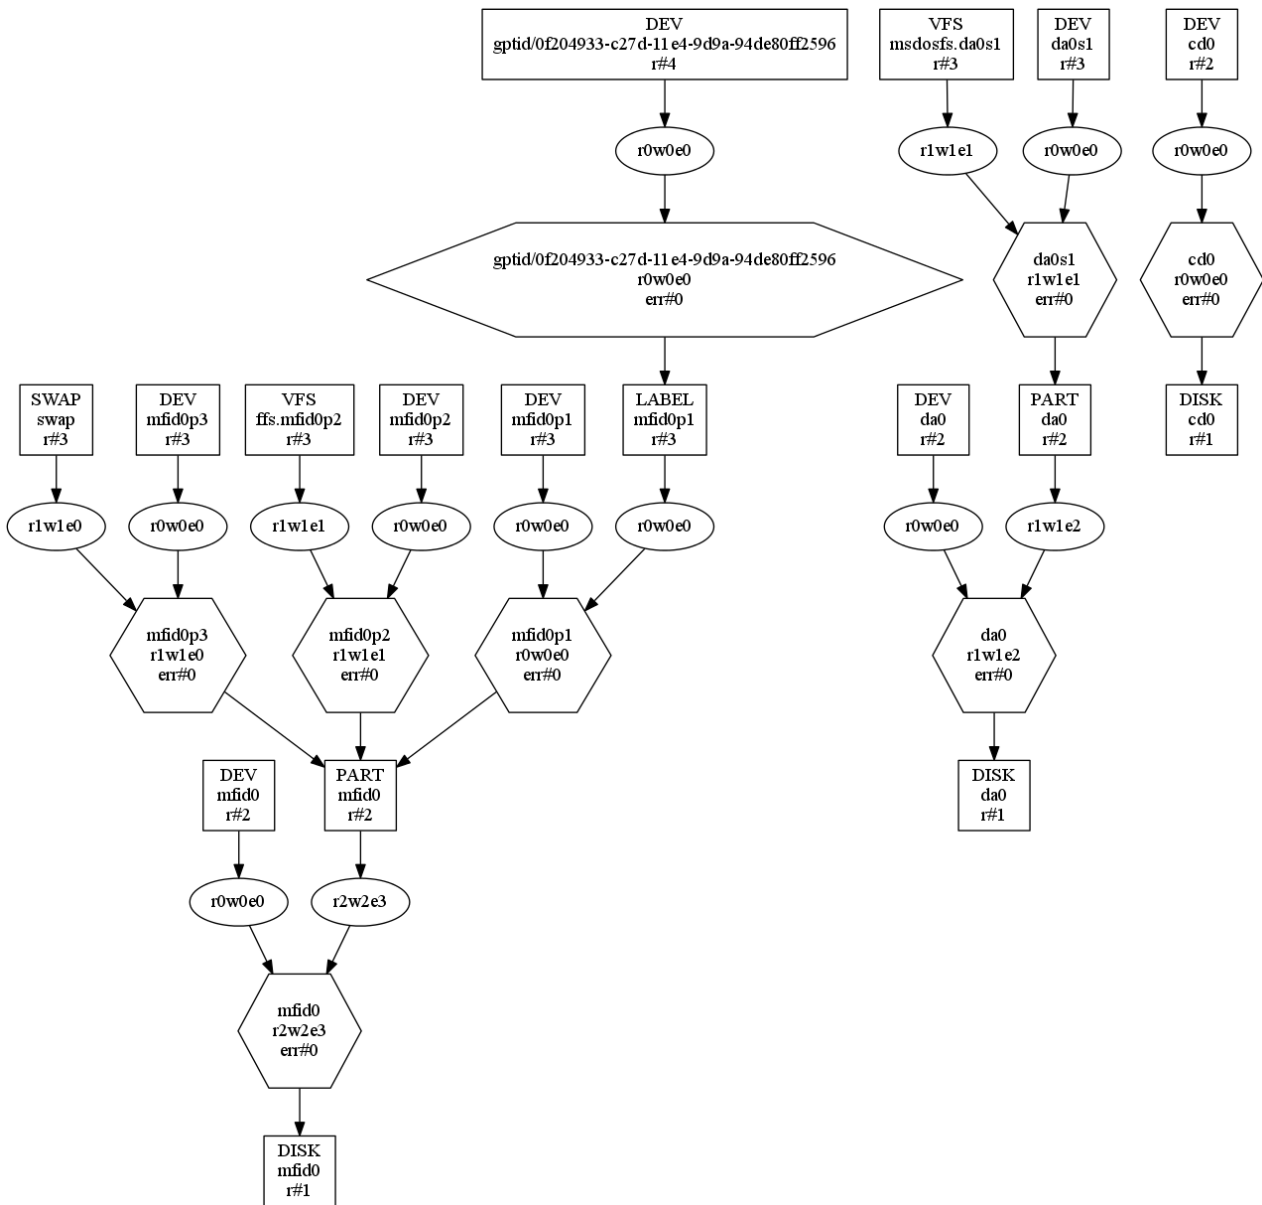 DEV
gptid/0f204933-c27d-11e4-9d9a-94de80ff2596
r#4
VFS
msdosfs.da0s1
r#3
DEV
da0s1
r#3
DEV
cd0
r#2
r0w0e0
r1w1e1
r0w0e0
r0w0e0
gptid/0f204933-c27d-11e4-9d9a-94de80ff2596
r0w0e0
err#0
da0s1
r1w1e1
err#0
cd0
r0w0e0
err#0
SWAP
swap
r#3
DEV
mfid0p3
r#3
VFS
ffs.mfid0p2
r#3
DEV
mfid0p2
r#3
DEV
mfid0p1
r#3
LABEL
mfid0p1
r#3
DEV
da0
r#2
PART
da0
r#2
DISK
cd0
r#1
r1w1e0
r0w0e0
r1w1e1
r0w0e0
r0w0e0
r0w0e0
r0w0e0
r1w1e2
mfid0p3
r1w1e0
err#0
mfid0p2
r1w1e1
err#0
mfid0p1
r0w0e0
err#0
da0
r1w1e2
err#0
DEV
mfid0
r#2
PART
mfid0
r#2
DISK
da0
r#1
r0w0e0
r2w2e3
mfid0
r2w2e3
err#0
DISK
mfid0
r#1